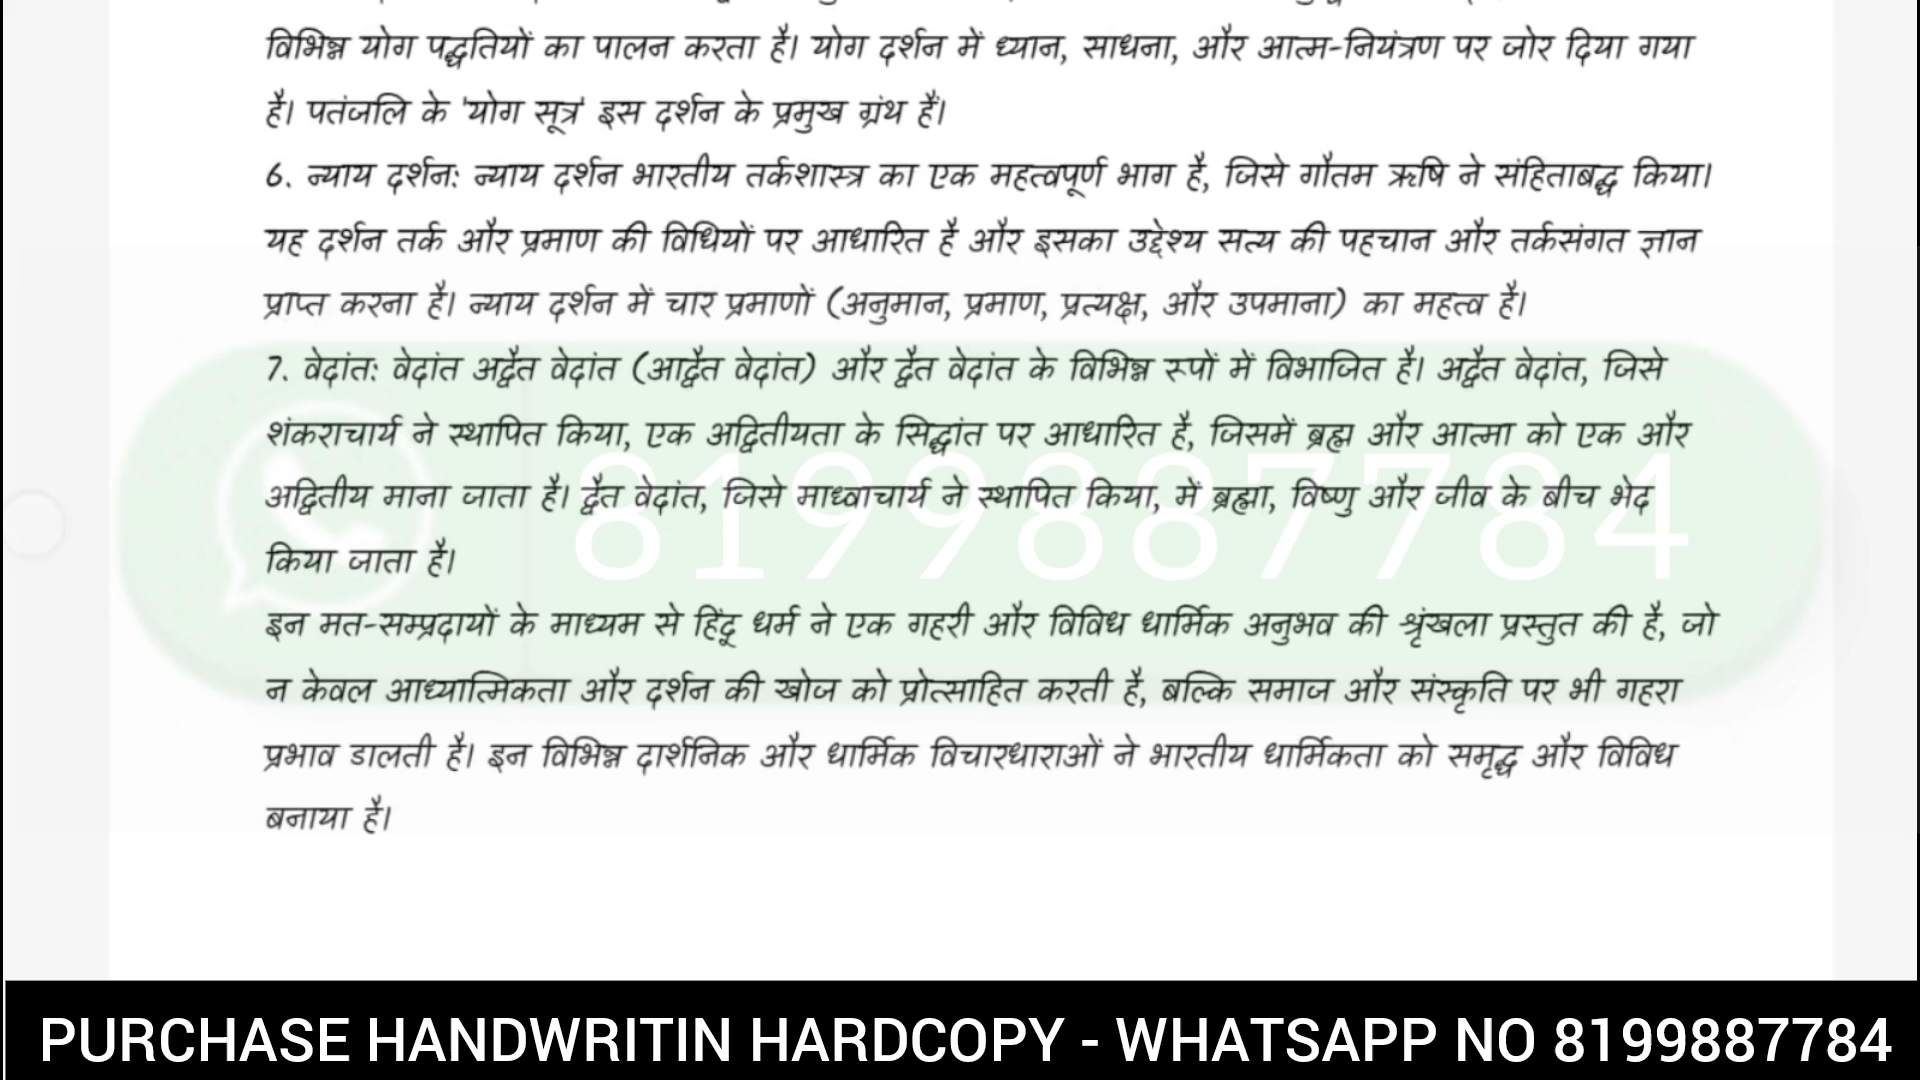 विभिन्न योग पद्धतियों का पालन करता है। योग दर्शन में ध्यान, साधना, और आत्म-नियंत्रण पर जोर दिया गया
है। पतंजलि के 'योग सूत्र' इस दर्शन के प्रमुख ग्रंथ हैं।
6. न्याय दर्शन: न्याय दर्शन भारतीय तर्कशास्त्र का एक महत्वपूर्ण भाग है, जिसे गौतम ऋषि ने संहिताबद्ध किया।
यह दर्शन तर्क और प्रमाण की विधियों पर आधारित है और इसका उद्देश्य सत्य की पहचान और तर्कसंगत ज्ञान
प्राप्त करना है। न्याय दर्शन में चार प्रमाणों (अनुमान, प्रमाण, प्रत्यक्ष, और उपमाना) का महत्व है।
7. वेदांत: वेदांत अद्वैत वेदांत (आद्वैत वेदांत) और द्वैत वेदांत के विभिन्न रूपों में विभाजित है। अद्वैत वेदांत, जिसे
शंकराचार्य ने स्थापित किया, एक अद्वितीयता के सिद्धांत पर आधारित है, जिसमें ब्रह्म और आत्मा को एक और
अद्वितीय माना जाता है। द्वैत वेदांत, जिसे माध्वाचार्य ने स्थापित किया, में ब्रह्मा, विष्णु और जीव के बीच भेद
8199887784
किया जाता है।
इन मत-सम्प्रदायों के माध्यम से हिंदू धर्म ने एक गहरी और विविध धार्मिक अनुभव की श्रृंखला प्रस्तुत की है, जो
न केवल आध्यात्मिकता और दर्शन की खोज को प्रोत्साहित करती है, बल्कि समाज और संस्कृति पर भी गहरा
प्रभाव डालती है। इन विभिन्न दार्शनिक और धार्मिक विचारधाराओं ने भारतीय धार्मिकता को समृद्ध और विविध
बनाया है।
PURCHASE HANDWRITIN HARDCOPY - WHATSAPP NO 8199887784